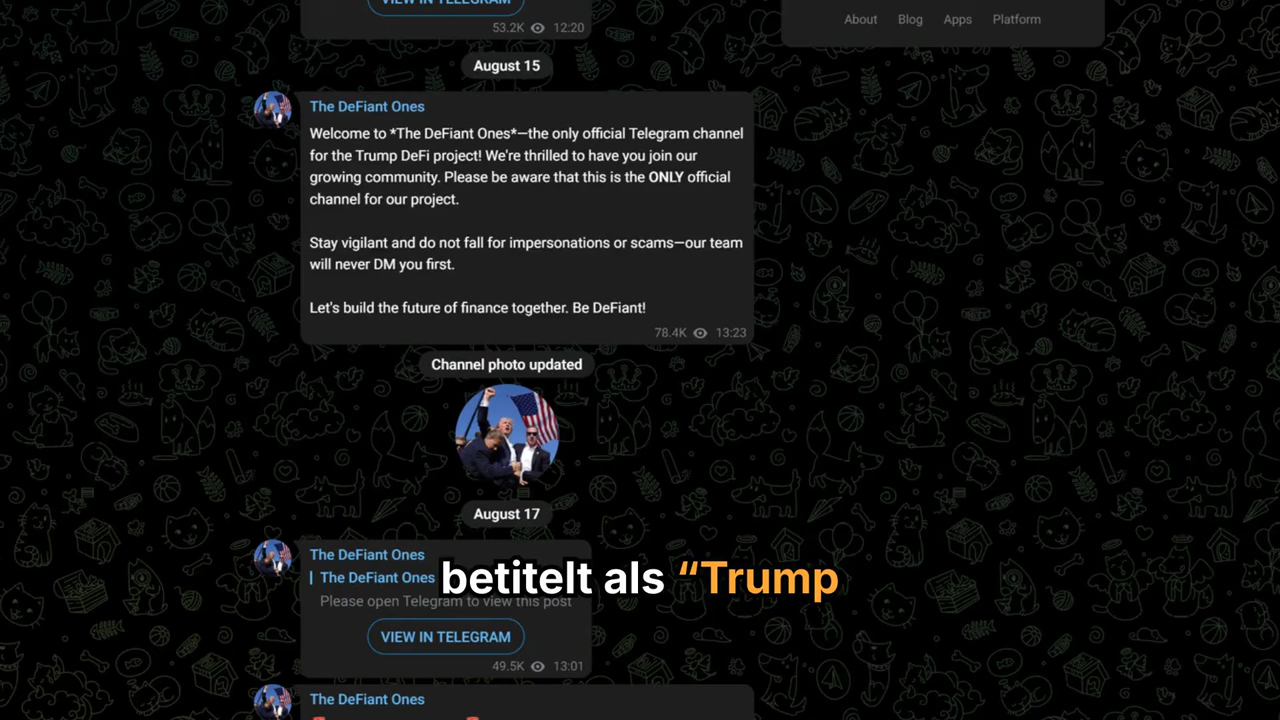 VIEW IN TELEGRAM
53.2K 12:20
About Blog Apps Platform
August 15
The DeFiant Ones
Welcome to *The DeFiant Ones*—the only official Telegram channel
for the Trump DeFi project! We're thrilled to have you join our
growing community. Please be aware that this is the ONLY official
channel for our project.
Stay vigilant and do not fall for impersonations or scams—our team
will never DM you first.
Let's build the future of finance together. Be DeFiant!
78.4K 13:23
Channel photo updated
August 17
The DeFiant Ones
The DeFiant Ones
betitelt als “Trump
Please open Telegram to view this post
VIEW IN TELEGRAM
49.5K 13:01
The DeFiant Ones